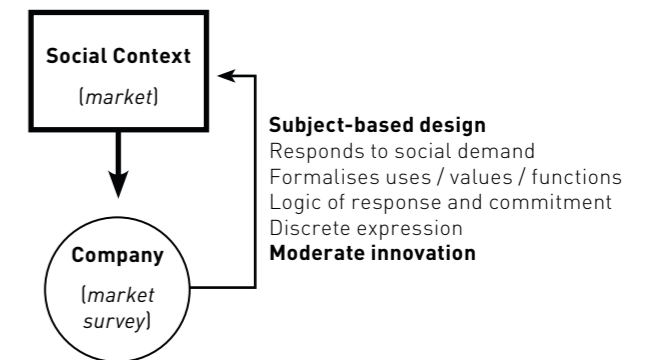 Social Context
(market)
Subject-based design
Responds to social demand
Formalises uses / values / functions
Logic of response and commitment
Discrete expression
Moderate innovation
Company
(market
survey)